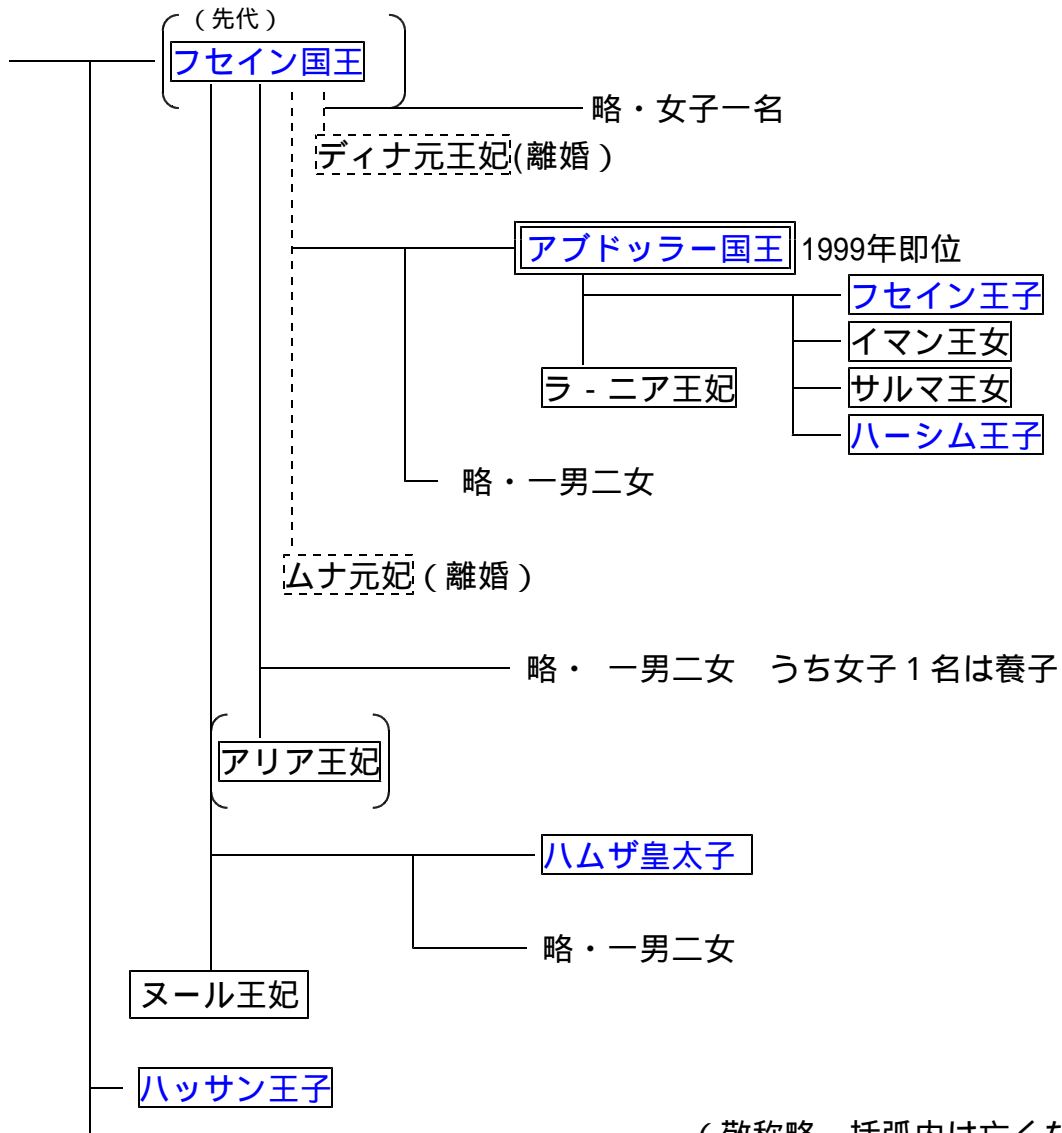 （先代）
フセイン国王
略・女子一名
ディナ元王妃(離婚）
アブドッラー国王 1999年即位
フセイン王子
イマン王女
ラ‐ニア王妃
サルマ王女
ハーシム王子
略・一男二女
ムナ元妃（離婚）
略・ 一男二女　うち女子１名は養子
アリア王妃
ハムザ皇太子
略・一男二女
ヌール王妃
ハッサン王子